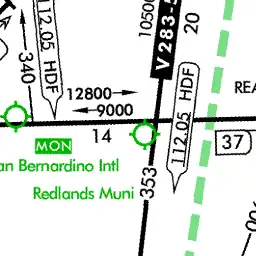 10500
V 283-
20
112.05 HDF
340
12800
9000
REA
14
37
MON
an Bernardino Intl
112.05 HDF
Redlands Muni
353